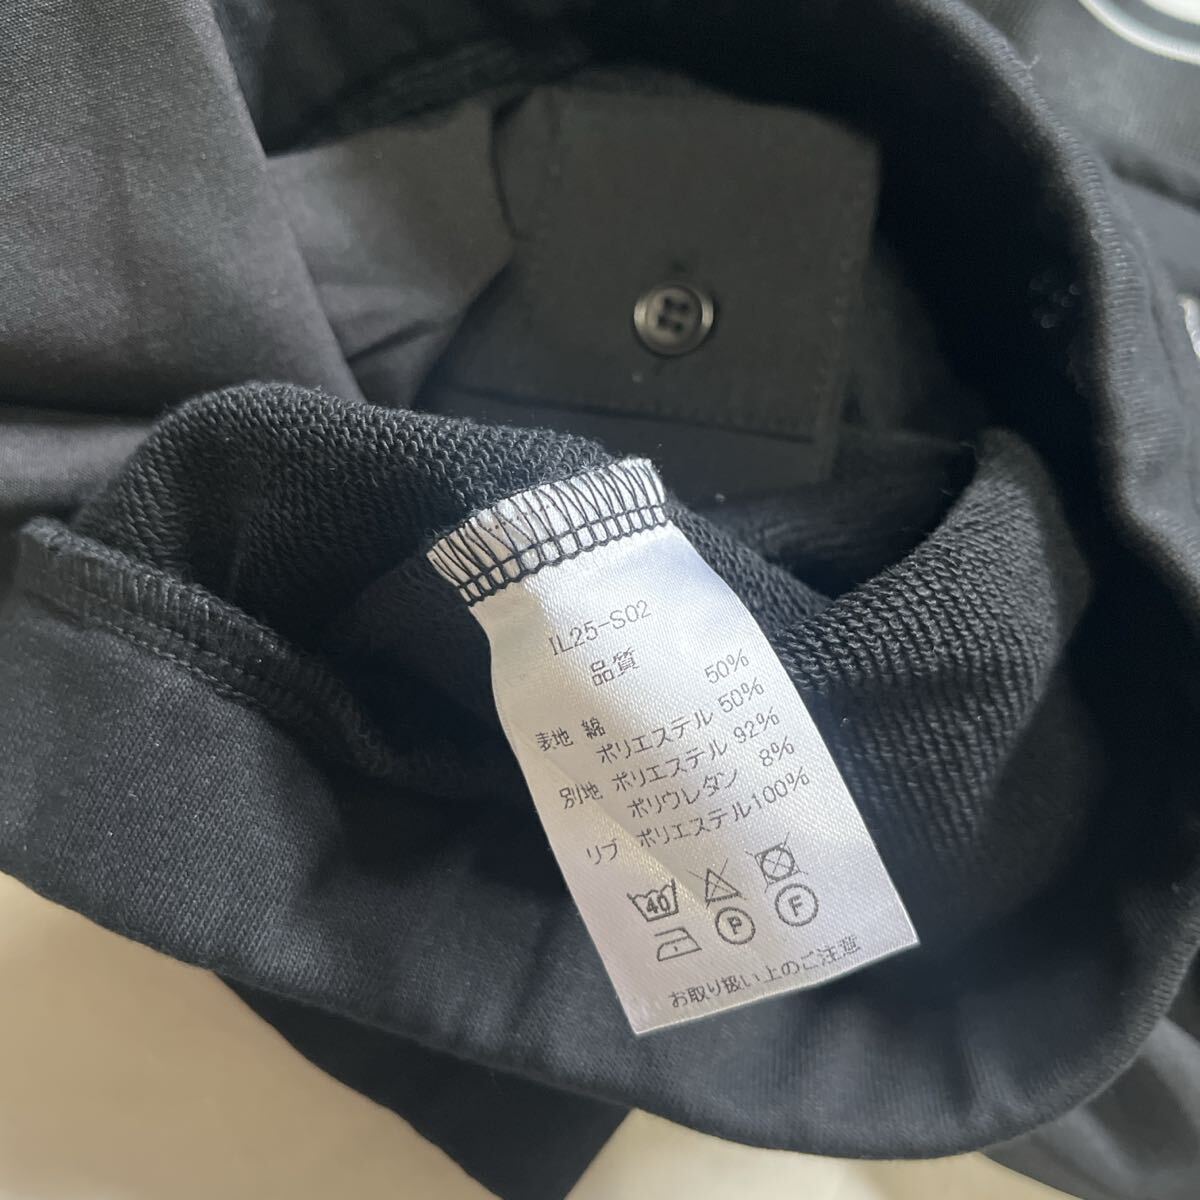 IL25-S02
品質
表地 綿 50%
ポリエステル 50%
別地 ポリエステル 92%
ポリウレタン 8%
リブ ポリエステル100%
40
P F
お取り扱い上のご注意